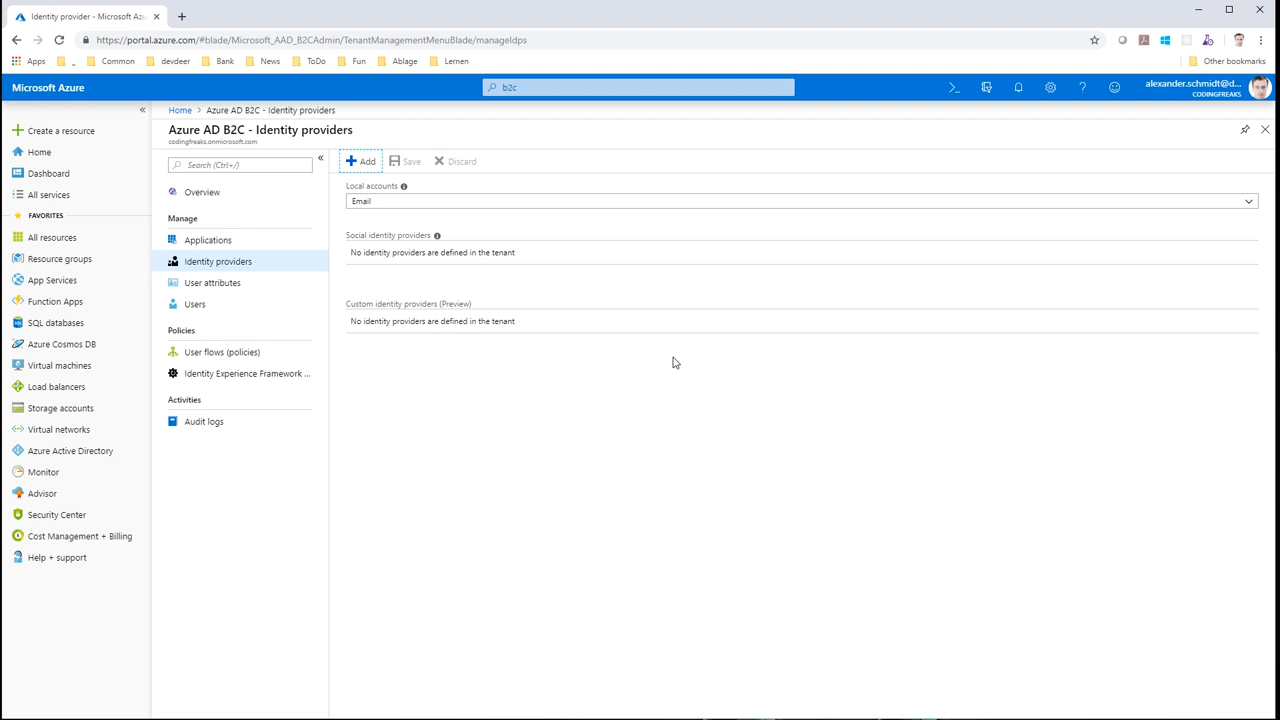 Identity provider - Microsoft Azu
https://portal.azure.com/#blade/Microsoft_AAD_B2CAdmin/TenantManagementMenuBlade/manageIdps
Apps _ Common devdeer Bank News ToDo Fun Ablage Lernen Other bookmarks
Microsoft Azure b2c alexander.schmidt@d...
CODINGFREAKS
Home > Azure AD B2C - Identity providers
Azure AD B2C - Identity providers
codingfreaks.onmicrosoft.com
Create a resource
Home
Dashboard
All services
FAVORITES
All resources
Resource groups
App Services
Function Apps
SQL databases
Azure Cosmos DB
Virtual machines
Load balancers
Storage accounts
Virtual networks
Azure Active Directory
Monitor
Advisor
Security Center
Cost Management + Billing
Help + support
Search (Ctrl+/)
Overview
Manage
Applications
Identity providers
User attributes
Users
Policies
User flows (policies)
Identity Experience Framework ...
Activities
Audit logs
Add Save Discard
Local accounts
Email
Social identity providers
No identity providers are defined in the tenant
Custom identity providers (Preview)
No identity providers are defined in the tenant